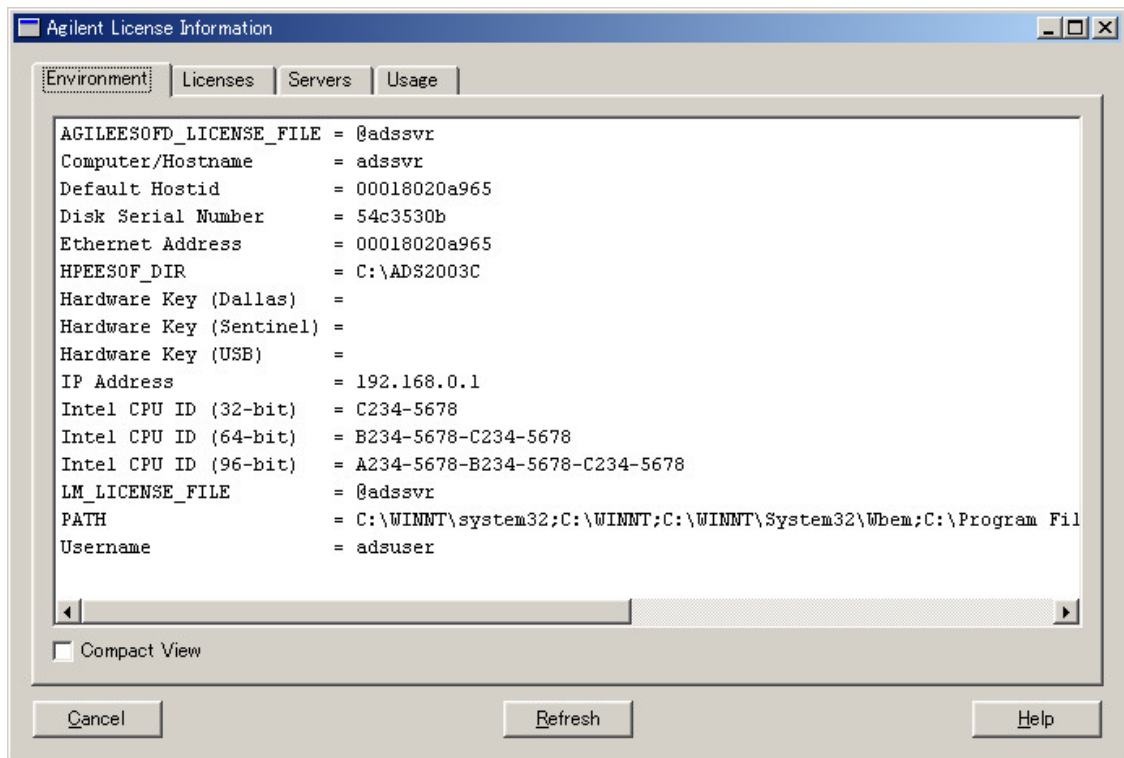 Agilent License Information
Environment Licenses Servers Usage
AGILEESOFD_LICENSE_FILE = @adssvr
Computer/Hostname = adssvr
Default Hostid = 00018020a965
Disk Serial Number = 54c3530b
Ethernet Address = 00018020a965
HPEESOF_DIR = C:\ADS2003C
Hardware Key (Dallas) =
Hardware Key (Sentinel) =
Hardware Key (USB) =
IP Address = 192.168.0.1
Intel CPU ID (32-bit) = C234-5678
Intel CPU ID (64-bit) = B234-5678-C234-5678
Intel CPU ID (96-bit) = A234-5678-B234-5678-C234-5678
LM_LICENSE_FILE = @adssvr
PATH = C:\WINNT\system32;C:\WINNT;C:\WINNT\System32\Wbem;C:\Program Fil
Username = adsuser
Compact View
Cancel Refresh Help